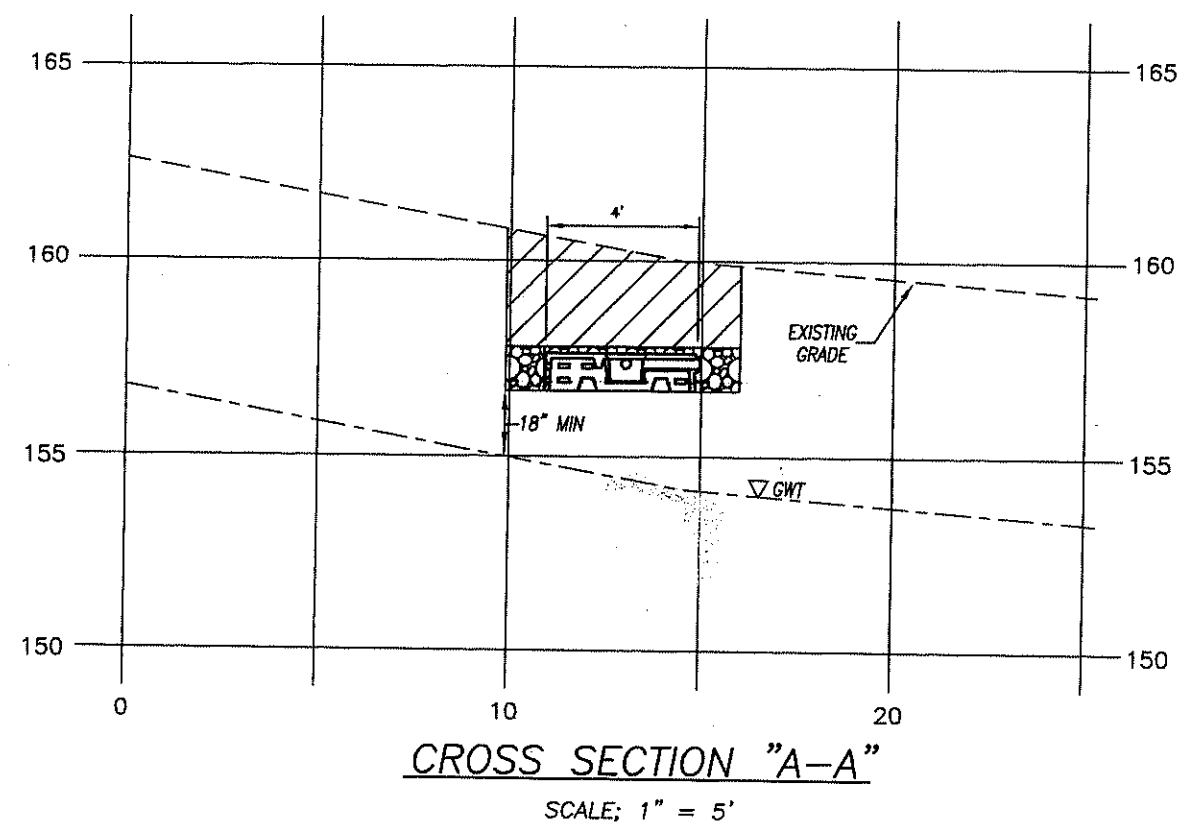 165
165
4'
160
160
EXISTING
GRADE
18" MIN
155
155
GWT
150
150
0
10
20
CROSS SECTION "A-A"
SCALE; 1" = 5'